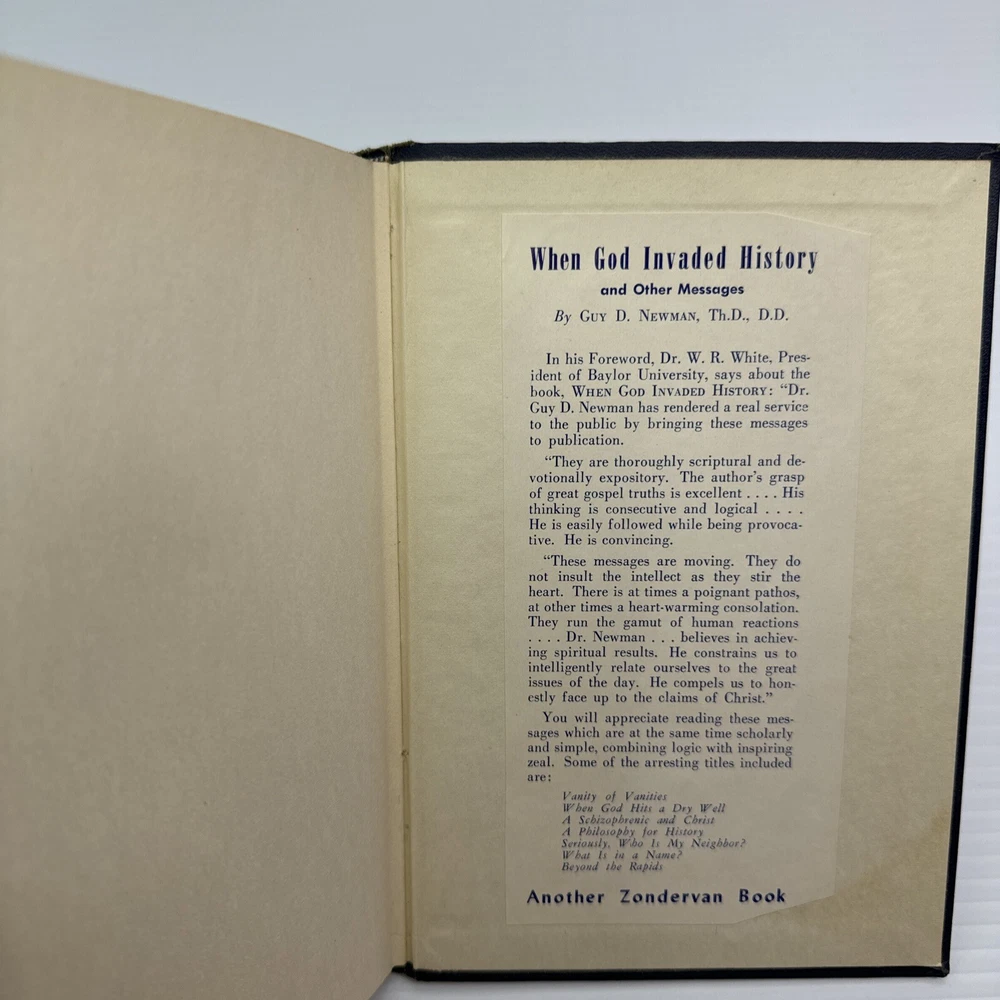 When God Invaded History
and Other Messages
By GUY D. NEWMAN, Th.D., D.D.
In his Foreword, Dr. W. R. White, Pres-
ident of Baylor University, says about the
book, WHEN GOD INVADED HISTORY: “Dr.
Guy D. Newman has rendered a real service
to the public by bringing these messages
to publication.
“They are thoroughly scriptural and de-
votionally expository. The author’s grasp
of great gospel truths is excellent . . . . His
thinking is consecutive and logical . . . .
He is easily followed while being provoca-
tive. He is convincing.
“These messages are moving. They do
not insult the intellect as they stir the
heart. There is at times a poignant pathos,
at other times a heart-warming consolation.
They run the gamut of human reactions
. . . . Dr. Newman . . . believes in achiev-
ing spiritual results. He constrains us to
intelligently relate ourselves to the great
issues of the day. He compels us to hon-
estly face up to the claims of Christ.”
You will appreciate reading these mes-
sages which are at the same time scholarly
and simple, combining logic with inspiring
zeal. Some of the arresting titles included
are:
Vanity of Vanities
When God Hits a Dry Well
A Schizophrenic and Christ
A Philosophy for History
Seriously, Who Is My Neighbor?
What Is in a Name?
Beyond the Rapids
Another Zondervan Book